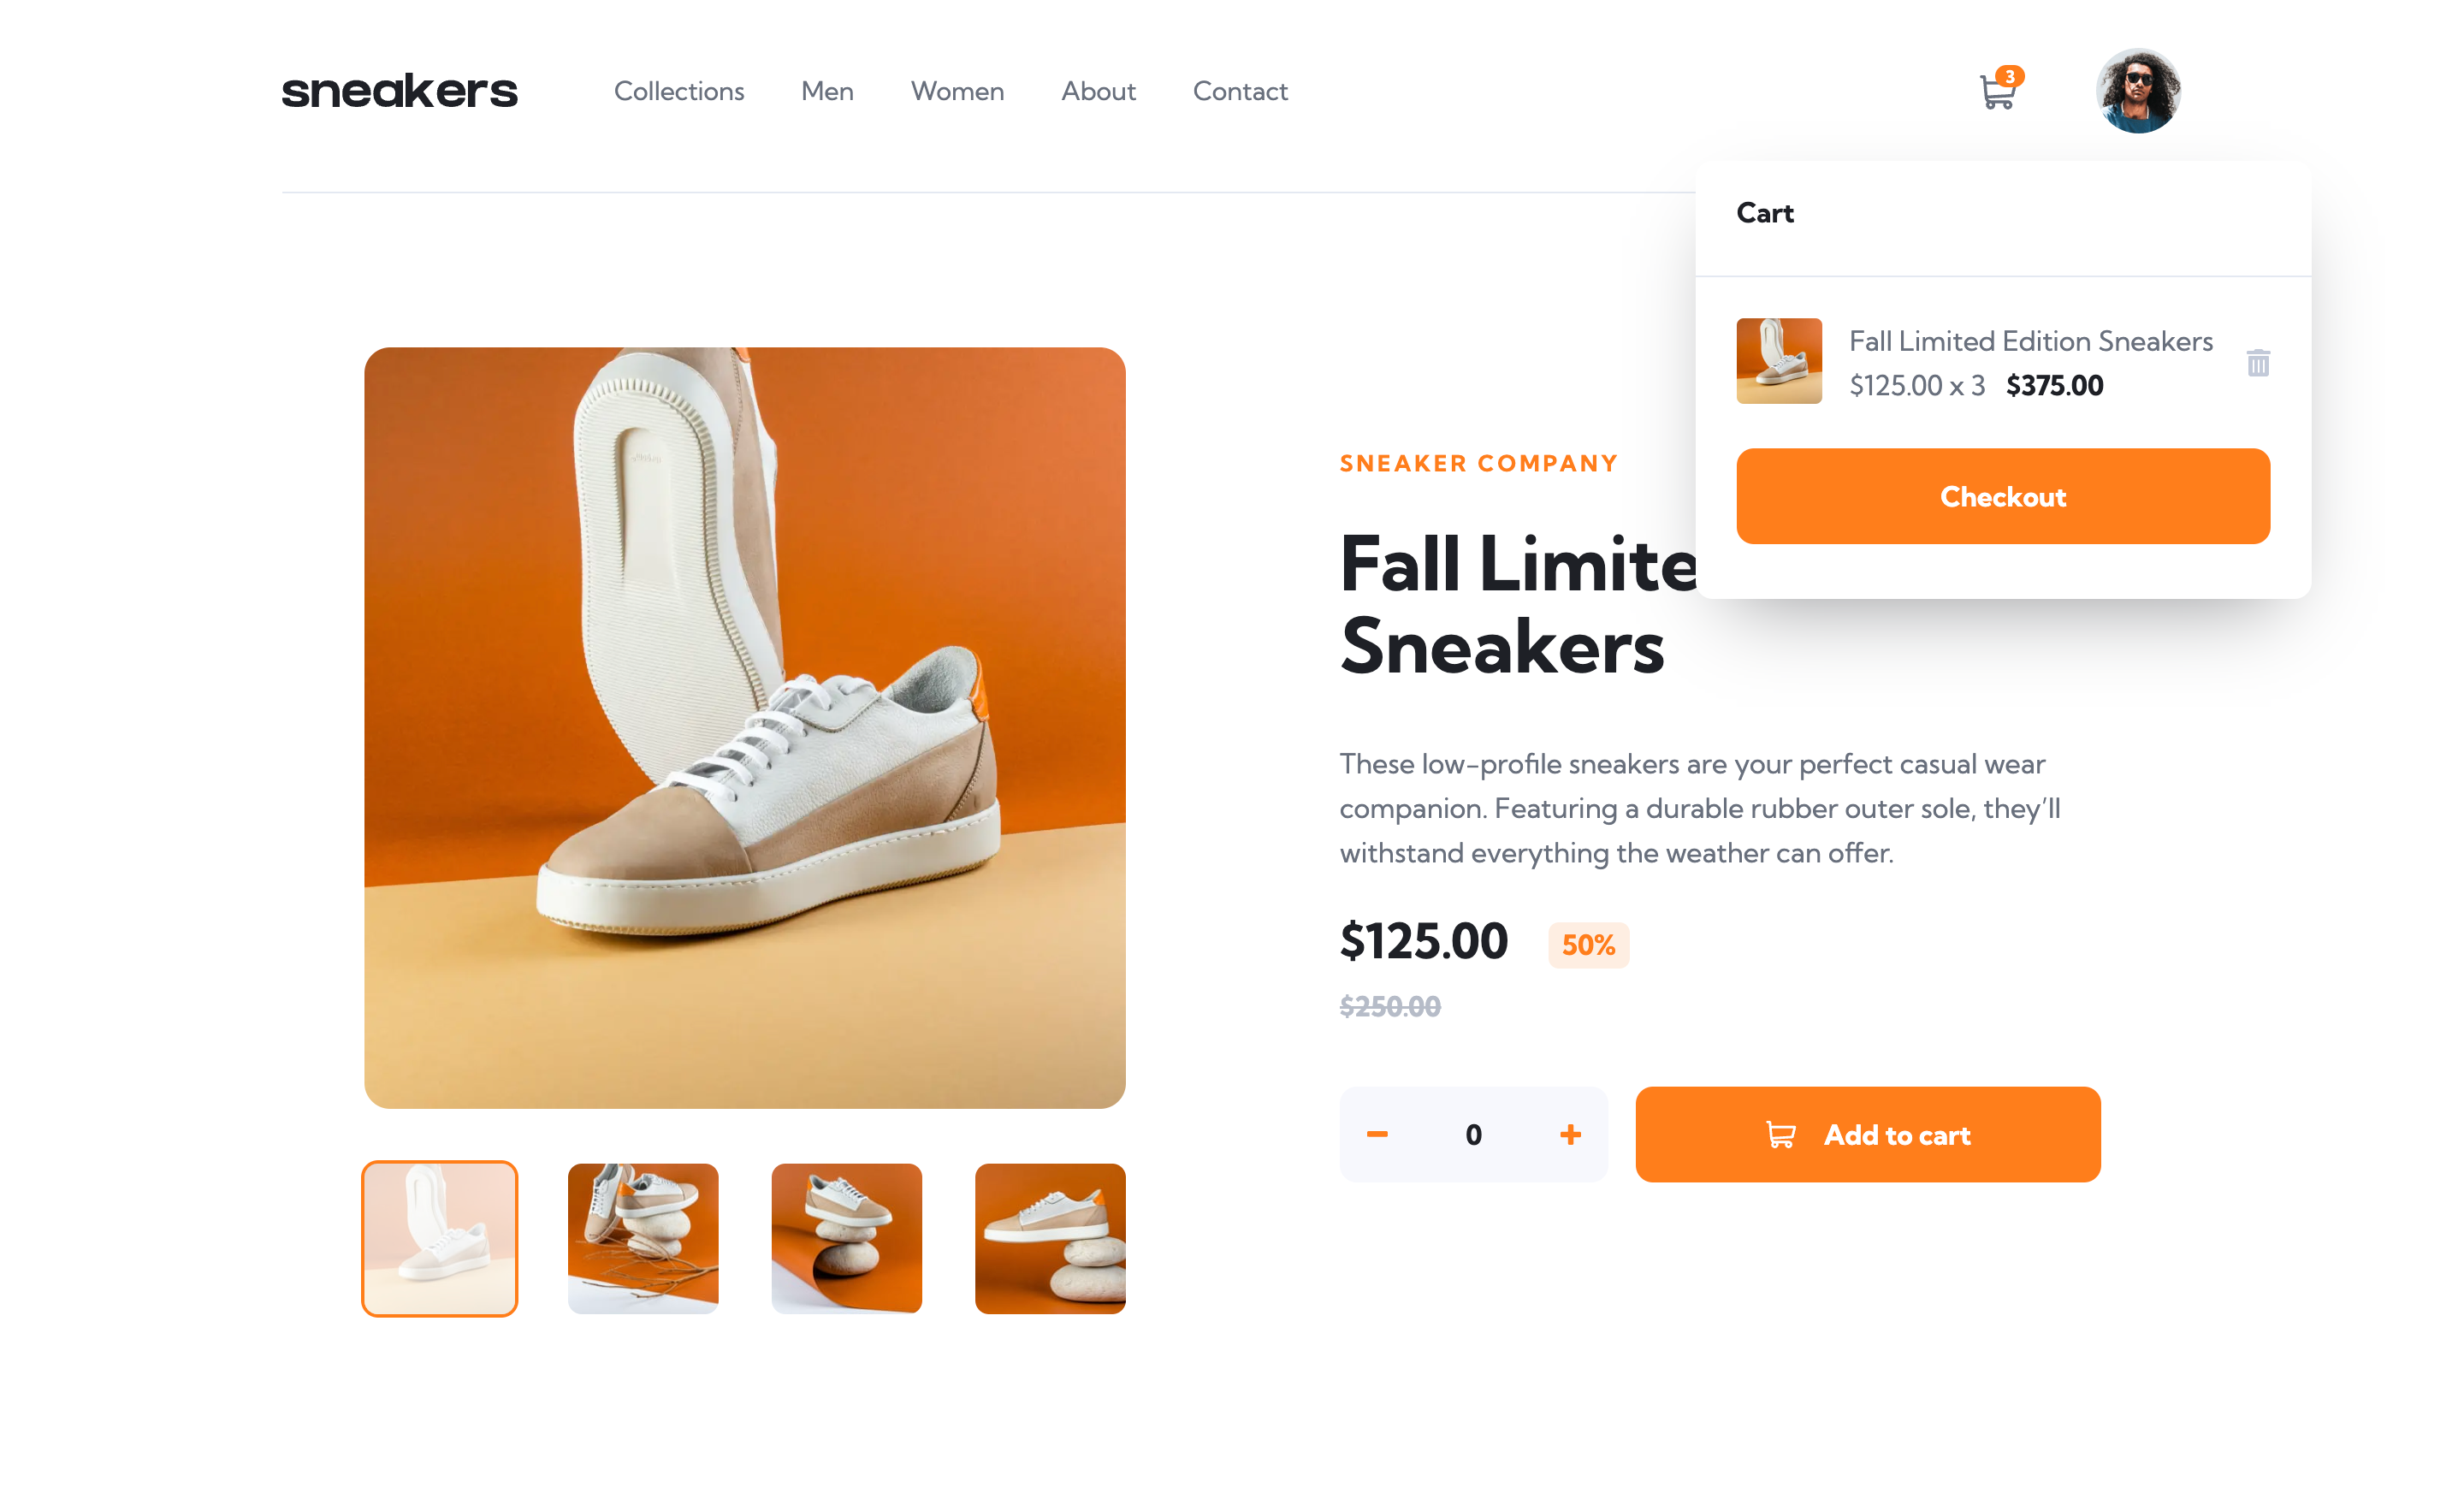 sneakers
Collections Men Women About Contact
3
Cart
Fall Limited Edition Sneakers
$125.00 x 3 $375.00
Checkout
SNEAKER COMPANY
Fall Limite
Sneakers
These low-profile sneakers are your perfect casual wear
companion. Featuring a durable rubber outer sole, they’ll
withstand everything the weather can offer.
$125.00 50%
$250.00
0
Add to cart